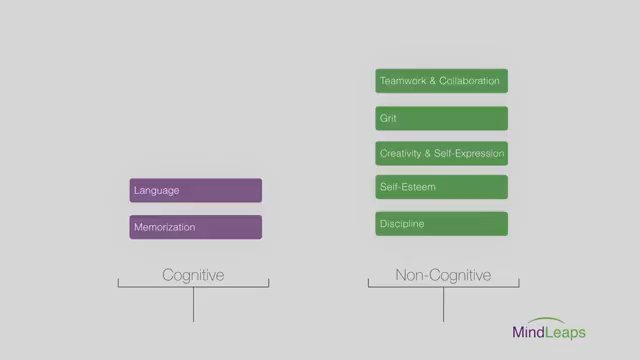 Teamwork & Collaboration
Grit
Creativity & Self-Expression
Self-Esteem
Discipline
Language
Memorization
Cognitive
Non-Cognitive
MindLeaps